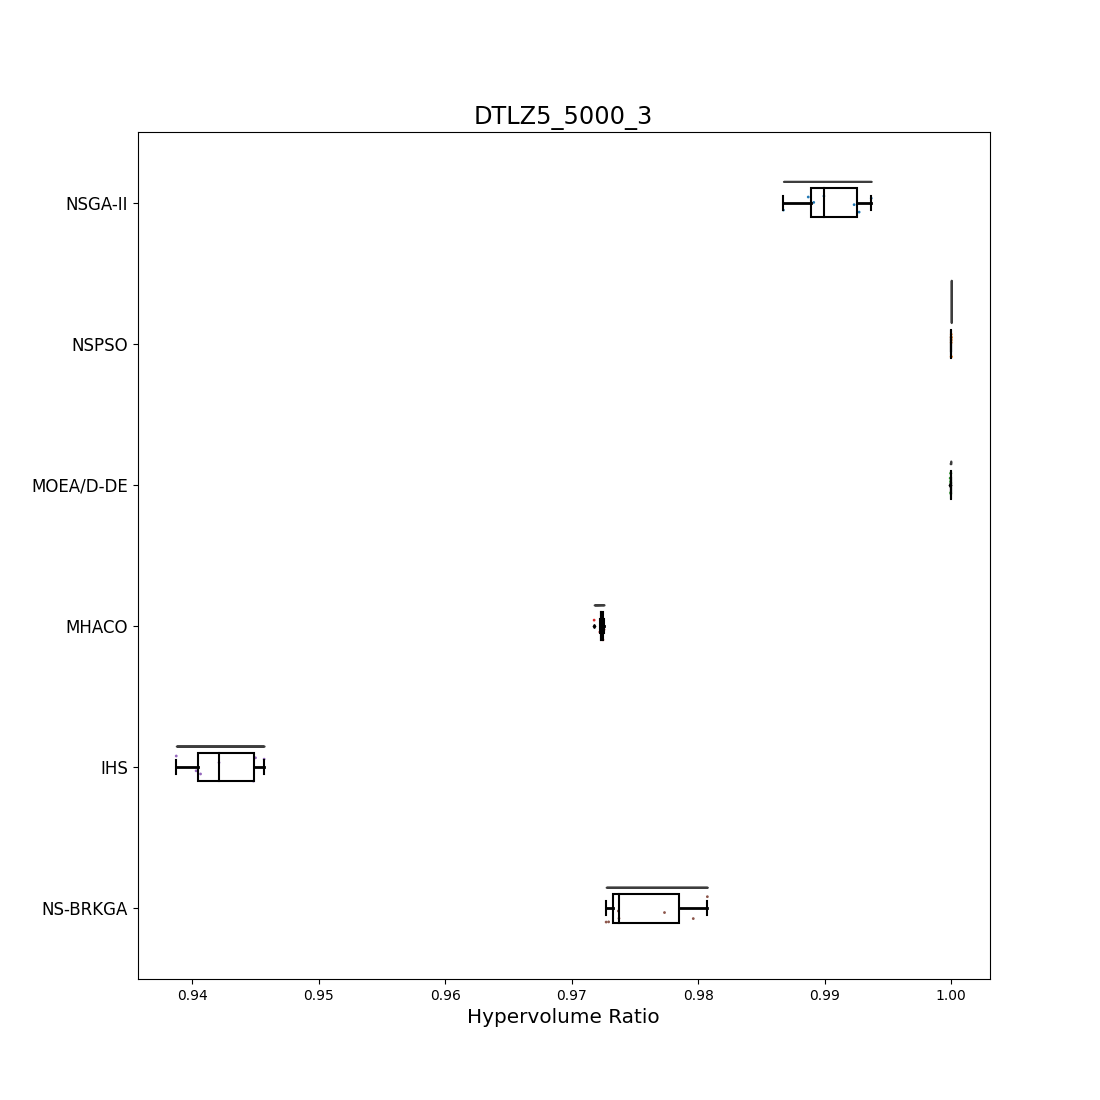 DTLZ5_5000_3
NSGA-II
NSPSO
MOEA/D-DE
MHACO
IHS
NS-BRKGA
0.94 0.95 0.96 0.97 0.98 0.99 1.00
Hypervolume Ratio